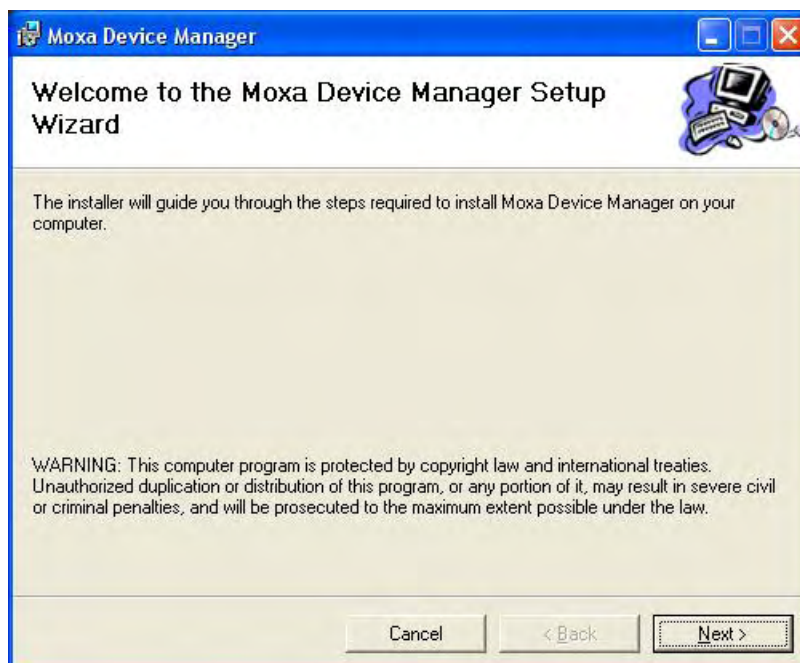 Moxa Device Manager
Welcome to the Moxa Device Manager Setup
Wizard
The installer will guide you through the steps required to install Moxa Device Manager on your
computer.
WARNING: This computer program is protected by copyright law and international treaties.
Unauthorized duplication or distribution of this program, or any portion of it, may result in severe civil
or criminal penalties, and will be prosecuted to the maximum extent possible under the law.
Cancel < Back Next >